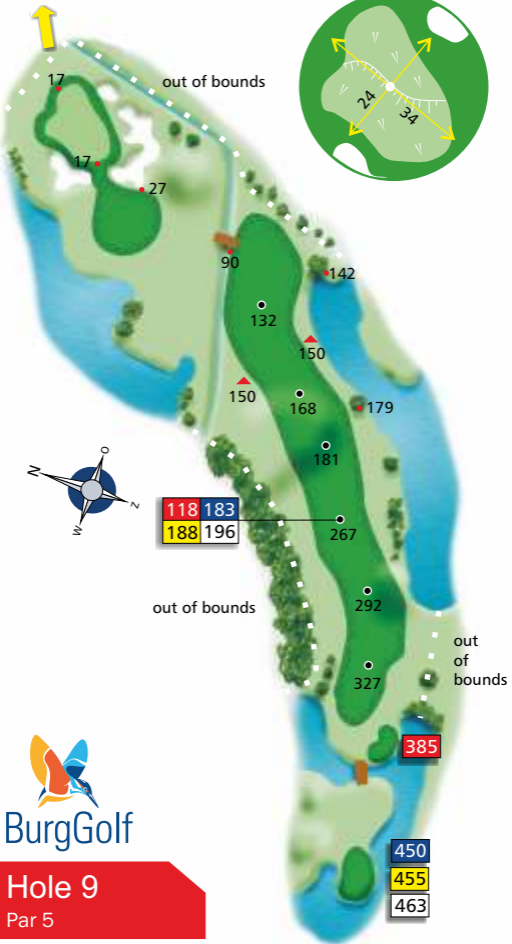 out of bounds
17
24
34
17
27
90
142
132
150
150
168
179
181
N
O
W
Z
118 183
188 196
267
292
out of bounds
out
of
bounds
327
385
BurgGolf
450
455
463
Hole 9
Par 5